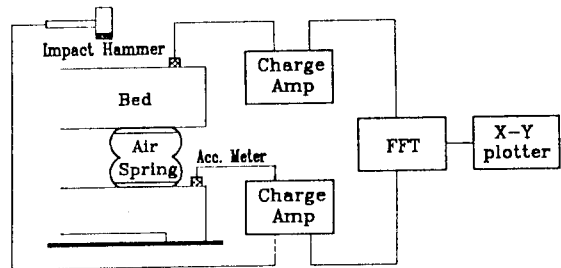 Impact Hammer
Charge
Amp
Bed
Air
Spring
Acc. Meter
FFT
X-Y
plotter
Charge
Amp